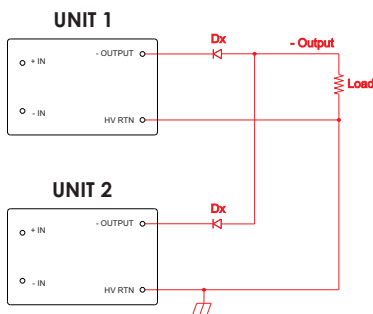 UNIT 1
Dx
- Output
- OUTPUT
+ IN
Load
- IN
HV RTN
UNIT 2
Dx
- OUTPUT
+ IN
- IN
HV RTN